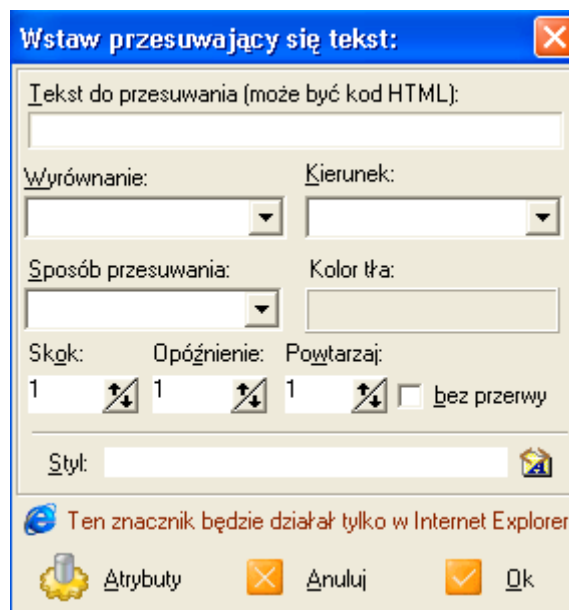 Wstaw przesuwający się tekst:
Tekst do przesuwania (może być kod HTML):
Wyrównanie: Kierunek:
Sposób przesuwania: Kolor tła:
Skok: Opóźnienie: Powtarzaj:
1 1 1 bez przerwy
Styl:
Ten znacznik będzie działał tylko w Internet Explorer
Atrybuty Anuluj Ok